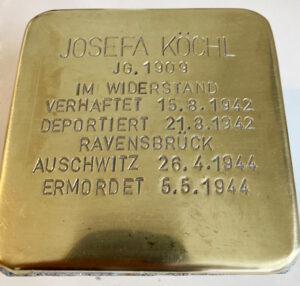 JOSEFA KÖCHL
JG. 1909
IM WIDERSTAND
VERHAFTET 15.8.1942
DEPORTIERT 21.8.1942
RAVENSBRÜCK
AUSCHWITZ 26.4.1944
ERMORDET 5.5.1944